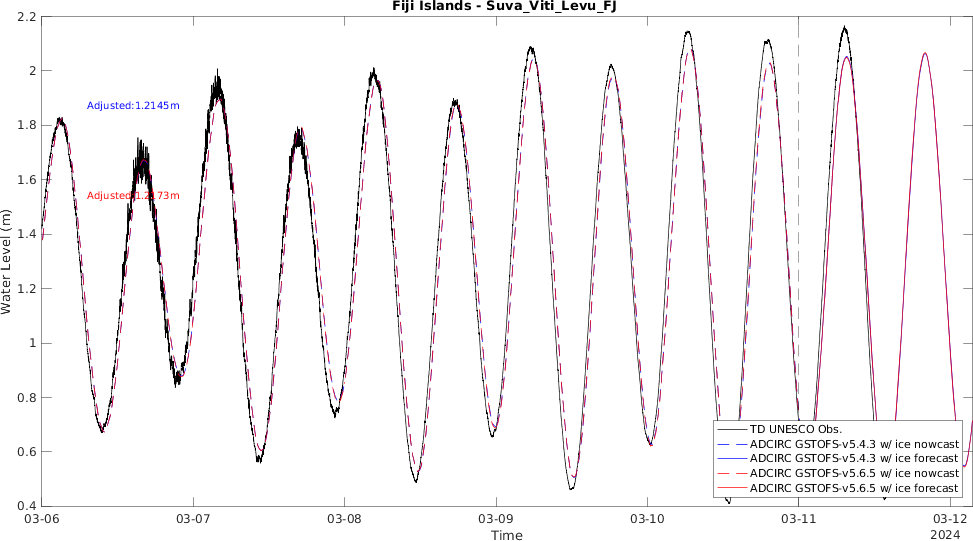 Fiji Islands - Suva_Viti_Levu_FJ
2.2
2
1.8
1.6
1.4
1.2
1
0.8
0.6
0.4
Water Level (m)
Adjusted:1.2145m
Adjusted:1.2173m
TD UNESCO Obs.
ADCIRC GSTOFS-v5.4.3 w/ ice nowcast
ADCIRC GSTOFS-v5.4.3 w/ ice forecast
ADCIRC GSTOFS-v5.6.5 w/ ice nowcast
ADCIRC GSTOFS-v5.6.5 w/ ice forecast
03-06 03-07 03-08 03-09 03-10 03-11 03-12
Time
2024